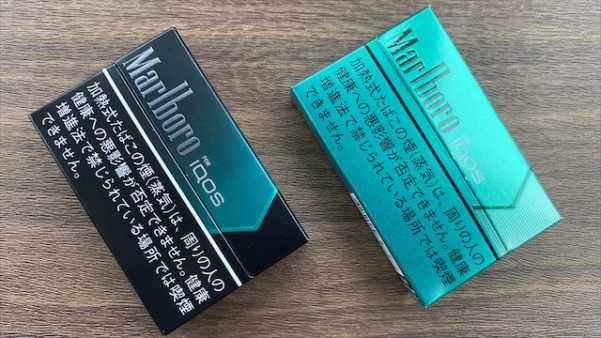 Marlboro
FOR
IQOS
加熱式たばこの煙(蒸気)は、周りの人の
健康への悪影響が否定できません。健康
増進法で禁じられている場所では喫煙
できません。
Marlboro
FOR
IQOS
加熱式たばこの煙(蒸気)は、周りの人の
健康への悪影響が否定できません。健康
増進法で禁じられている場所では喫煙
できません。